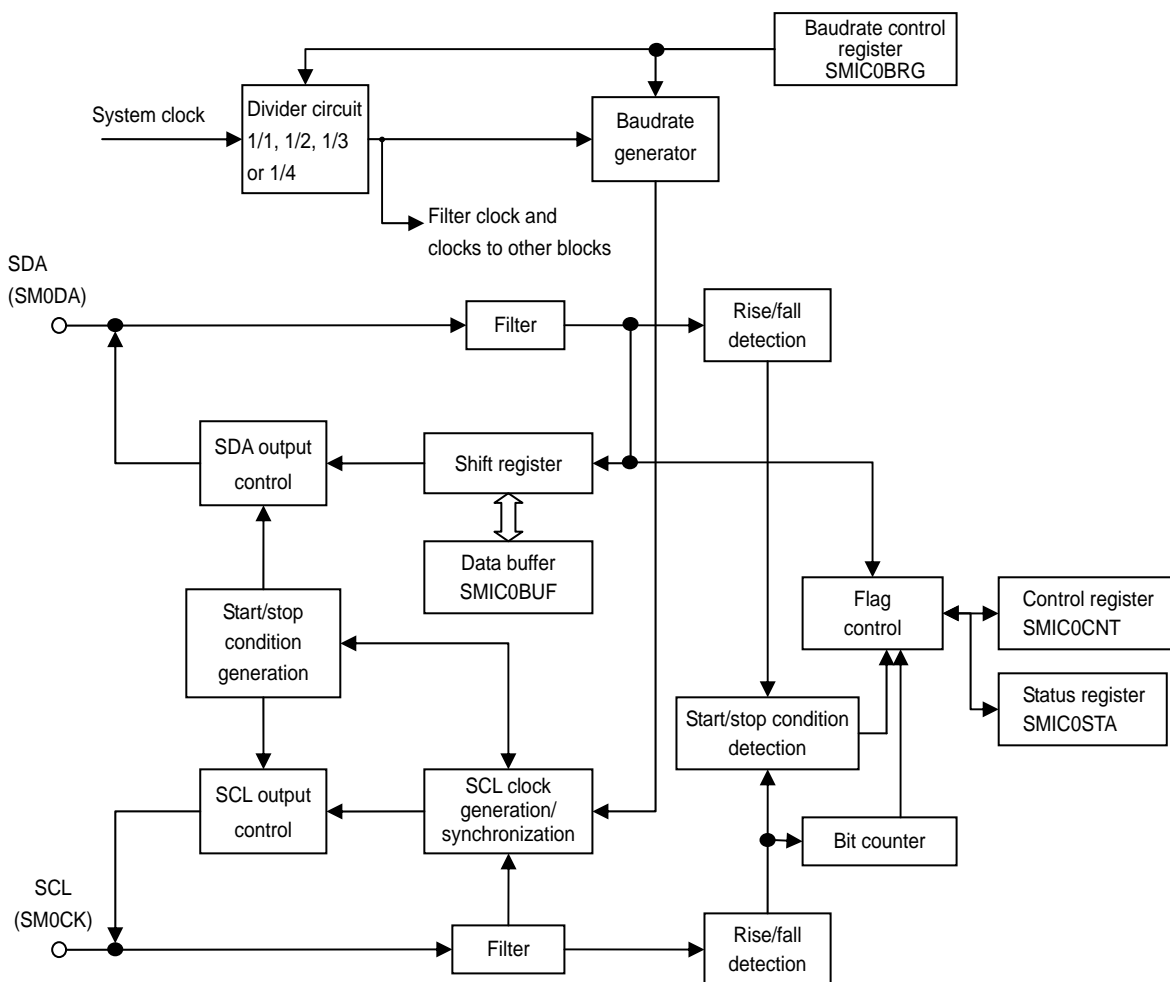 Baudrate control
register
SMIC0BRG
System clock
Divider circuit
1/1, 1/2, 1/3
or 1/4
Baudrate
generator
Filter clock and
clocks to other blocks
SDA
(SM0DA)
Filter
Rise/fall
detection
SDA output
control
Shift register
Data buffer
SMIC0BUF
Start/stop
condition
generation
Flag
control
Control register
SMIC0CNT
Status register
SMIC0STA
Start/stop condition
detection
SCL output
control
SCL clock
generation/
synchronization
Bit counter
SCL
(SM0CK)
Filter
Rise/fall
detection